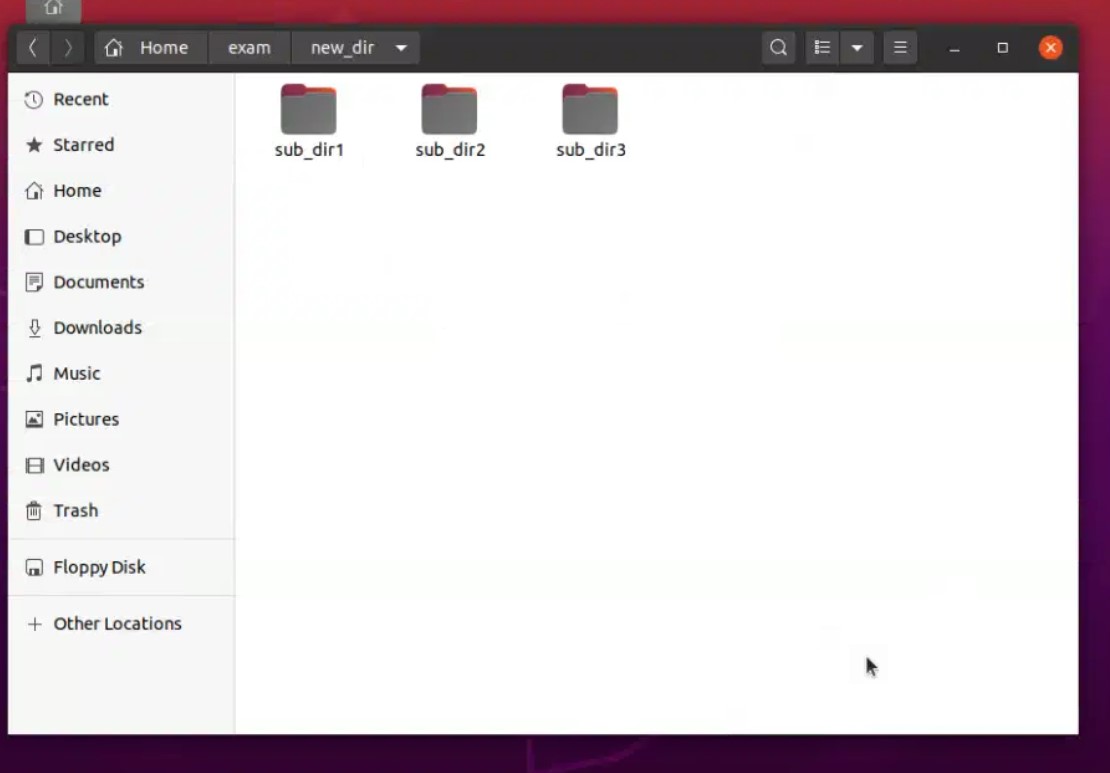 Home exam new_dir
Recent
Starred
Home
Desktop
Documents
Downloads
Music
Pictures
Videos
Trash
Floppy Disk
Other Locations
sub_dir1 sub_dir2 sub_dir3